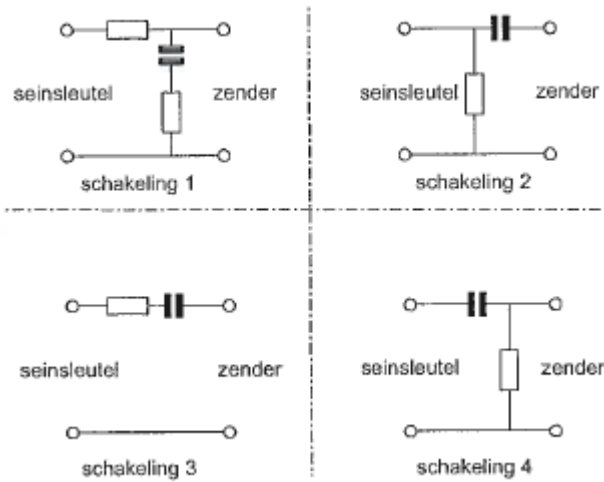 seinsleutel zender
schakeling 1
seinsleutel zender
schakeling 2
seinsleutel zender
schakeling 3
seinsleutel zender
schakeling 4